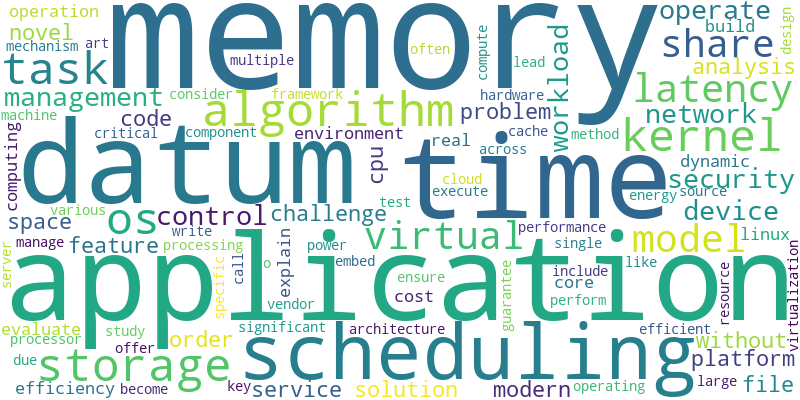 operation
novel
mechanism
art
memory
operate
build
design
share
task
multiple
often
compute
lead
workload
analysis
management
consider
framework
hardware
latency
machine
code
algorithm
problem
cache
method
network
critical
component
environment
real
across
kernel
computing
datum
cpu
time
cloud
execute
dynamic
energy
source
security
space
os
control
challenge
test
device
various
write
feature
processing
explain
virtual
performance
single
model
linux
manage
server
specific
calls
power
embed
ensure
guarantee
include
like
resource
virtualization
application
o
vendor
cost
core
perform
evaluate
study
processor
offer
order
significant
architecture
efficient
without
due
storage
scheduling
platform
efficiency
become
key
service
solution
modern
operating
large
file